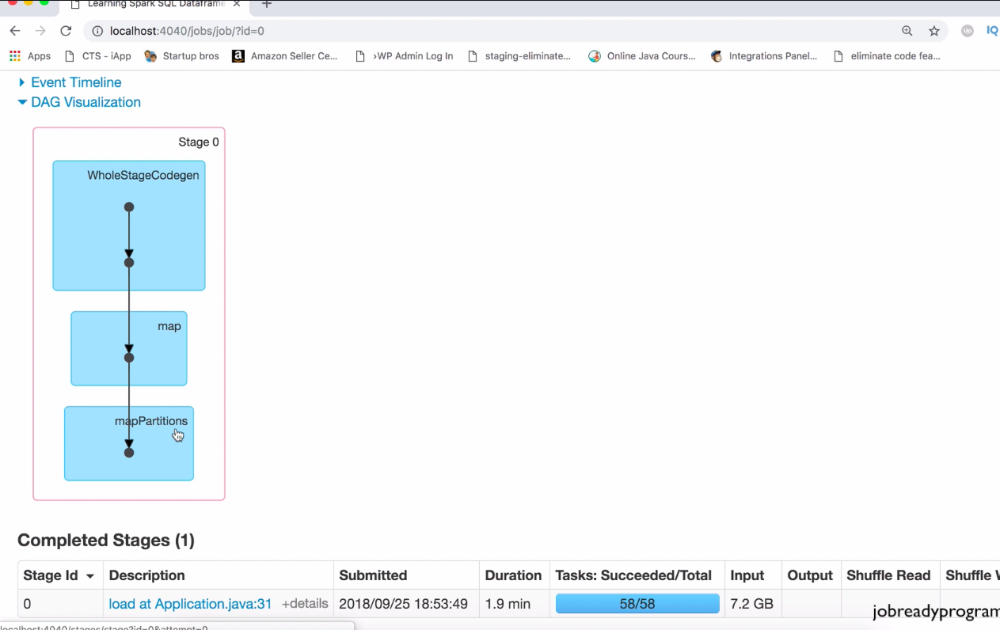 Learning Spark SQL Dataframe
localhost:4040/jobs/job/?id=0
Apps CTS - iApp Startup bros Amazon Seller Ce... ›WP Admin Log In staging-eliminate... Online Java Cours... Integrations Panel... eliminate code fea...
Event Timeline
DAG Visualization
Stage 0
WholeStageCodegen
map
mapPartitions
Completed Stages (1)
Stage Id Description Submitted Duration Tasks: Succeeded/Total Input Output Shuffle Read Shuffle
0 load at Application.java:31 +details 2018/09/25 18:53:49 1.9 min 58/58 7.2 GB
jobreadyprogram
localhost:4040/stages/stage?id=0&attempt=0